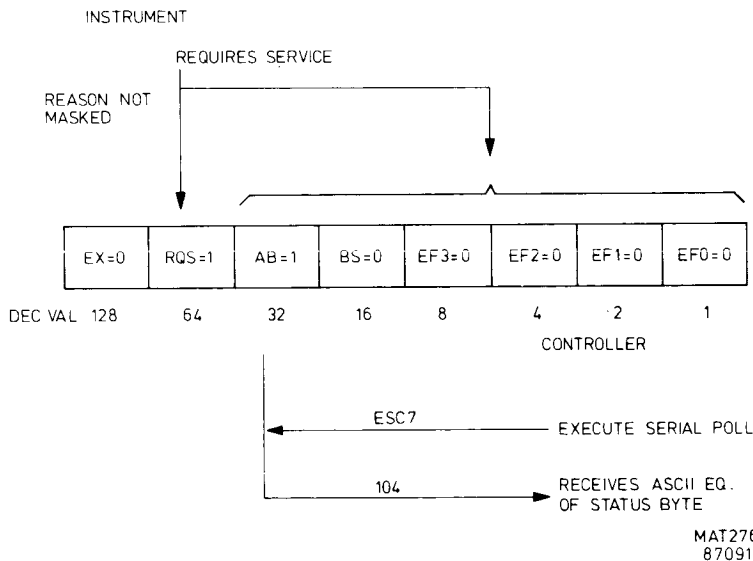 INSTRUMENT
REQUIRES SERVICE
REASON NOT
MASKED
EX=0 RQS=1 AB=1 BS=0 EF3=0 EF2=0 EF1=0 EF0=0
DEC VAL 128 64 32 16 8 4 2 1
CONTROLLER
ESC7 EXECUTE SERIAL POLL
104 RECEIVES ASCII EQ.
OF STATUS BYTE
MAT276
87091